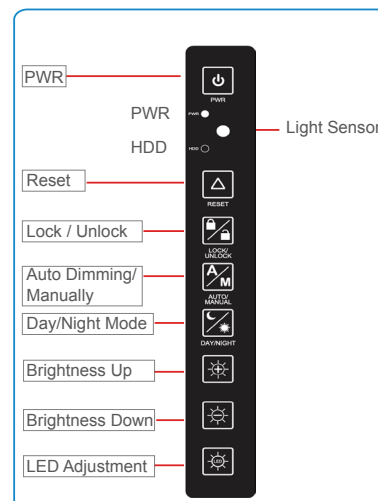 PWR
PWR
PWR
PWR
Light Sensor
HDD
HDD
Reset
RESET
Lock / Unlock
LOCK/
UNLOCK
Auto Dimming/
Manually
A/M
AUTO/
MANUAL
Day/Night Mode
DAY/NIGHT
Brightness Up
Brightness Down
LED Adjustment
LED